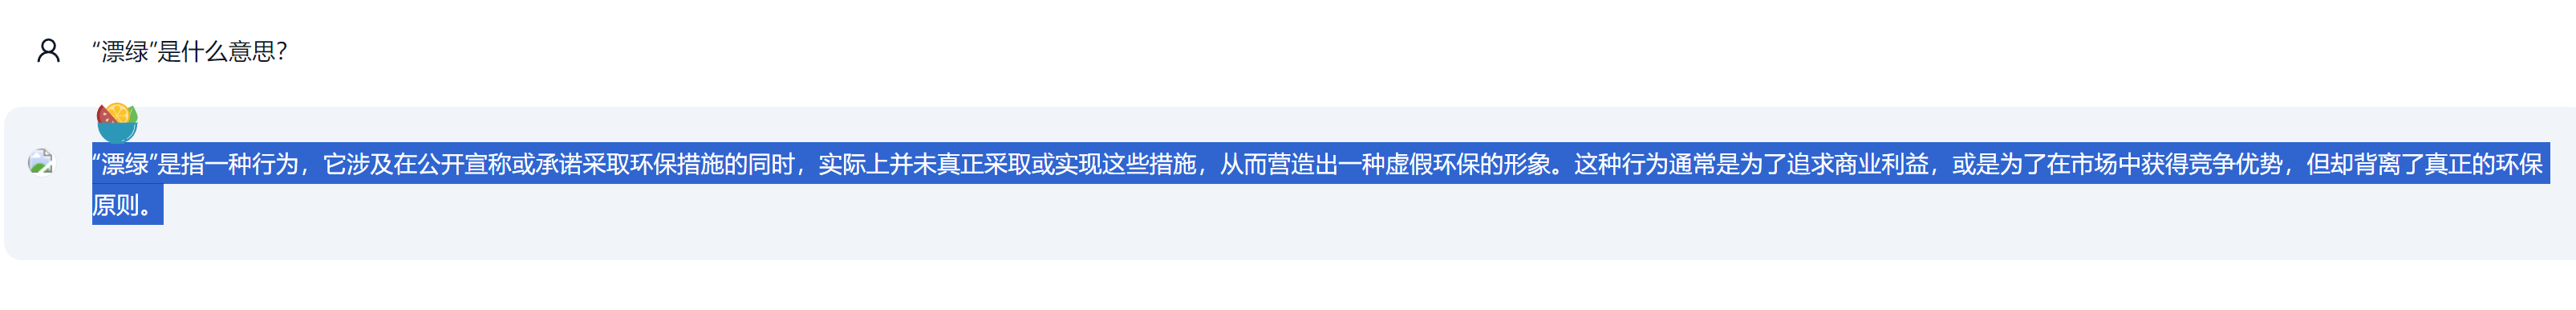 “漂绿”是什么意思？
“漂绿”是指一种行为，它涉及在公开宣称或承诺采取环保措施的同时，实际上并未真正采取或实现这些措施，从而营造出一种虚假环保的形象。这种行为通常是为了追求商业利益，或是为了在市场中获得竞争优势，但却背离了真正的环保
原则。